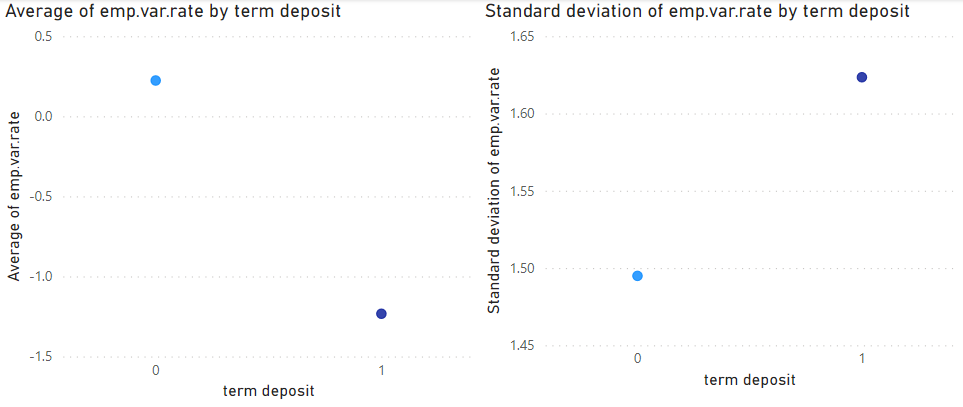 Average of emp.var.rate by term deposit
Average of emp.var.rate
0.5
0.0
-0.5
-1.0
-1.5
0
1
term deposit
Standard deviation of emp.var.rate by term deposit
Standard deviation of emp.var.rate
1.65
1.60
1.55
1.50
1.45
0
1
term deposit